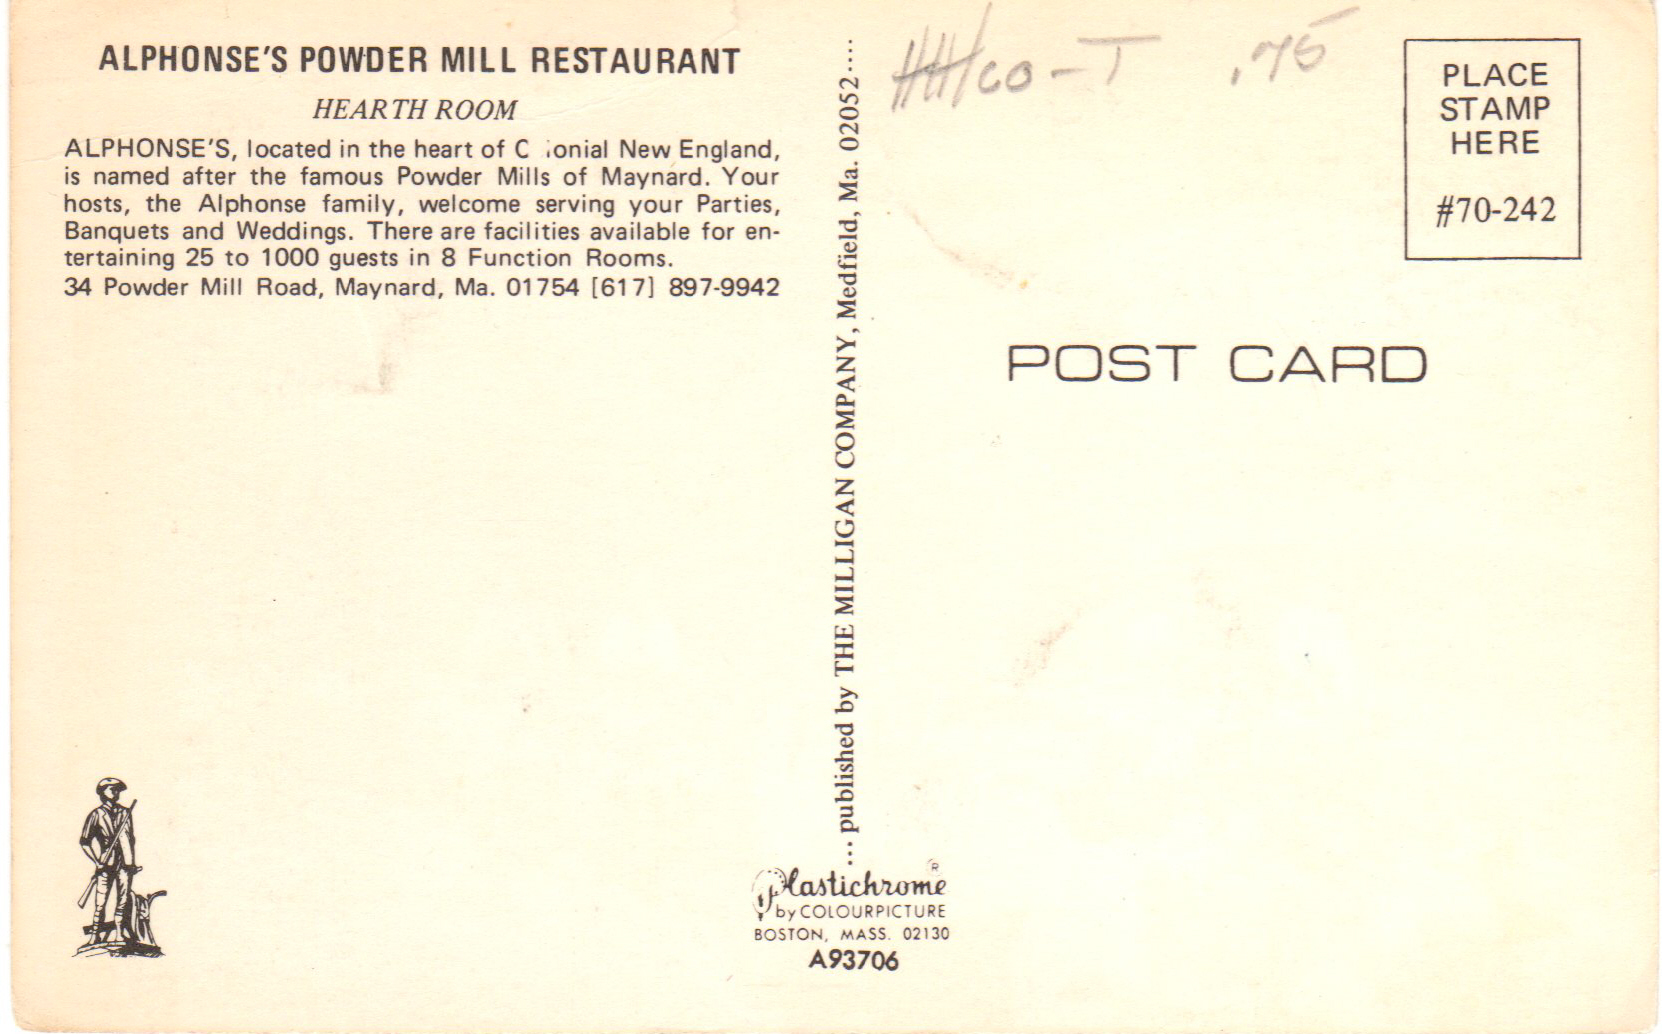 ALPHONSE'S POWDER MILL RESTAURANT
HEARTH ROOM
ALPHONSE'S, located in the heart of C ionial New England,
is named after the famous Powder Mills of Maynard. Your
hosts, the Alphonse family, welcome serving your Parties,
Banquets and Weddings. There are facilities available for en-
tertaining 25 to 1000 guests in 8 Function Rooms.
34 Powder Mill Road, Maynard, Ma. 01754 [617] 897-9942
... published by THE MILLIGAN COMPANY, Medfield, Ma. 02052 ....
.75
PLACE
STAMP
HERE
#70-242
POST CARD
Plastichrome ®
by COLOURPICTURE
BOSTON, MASS. 02130
A93706